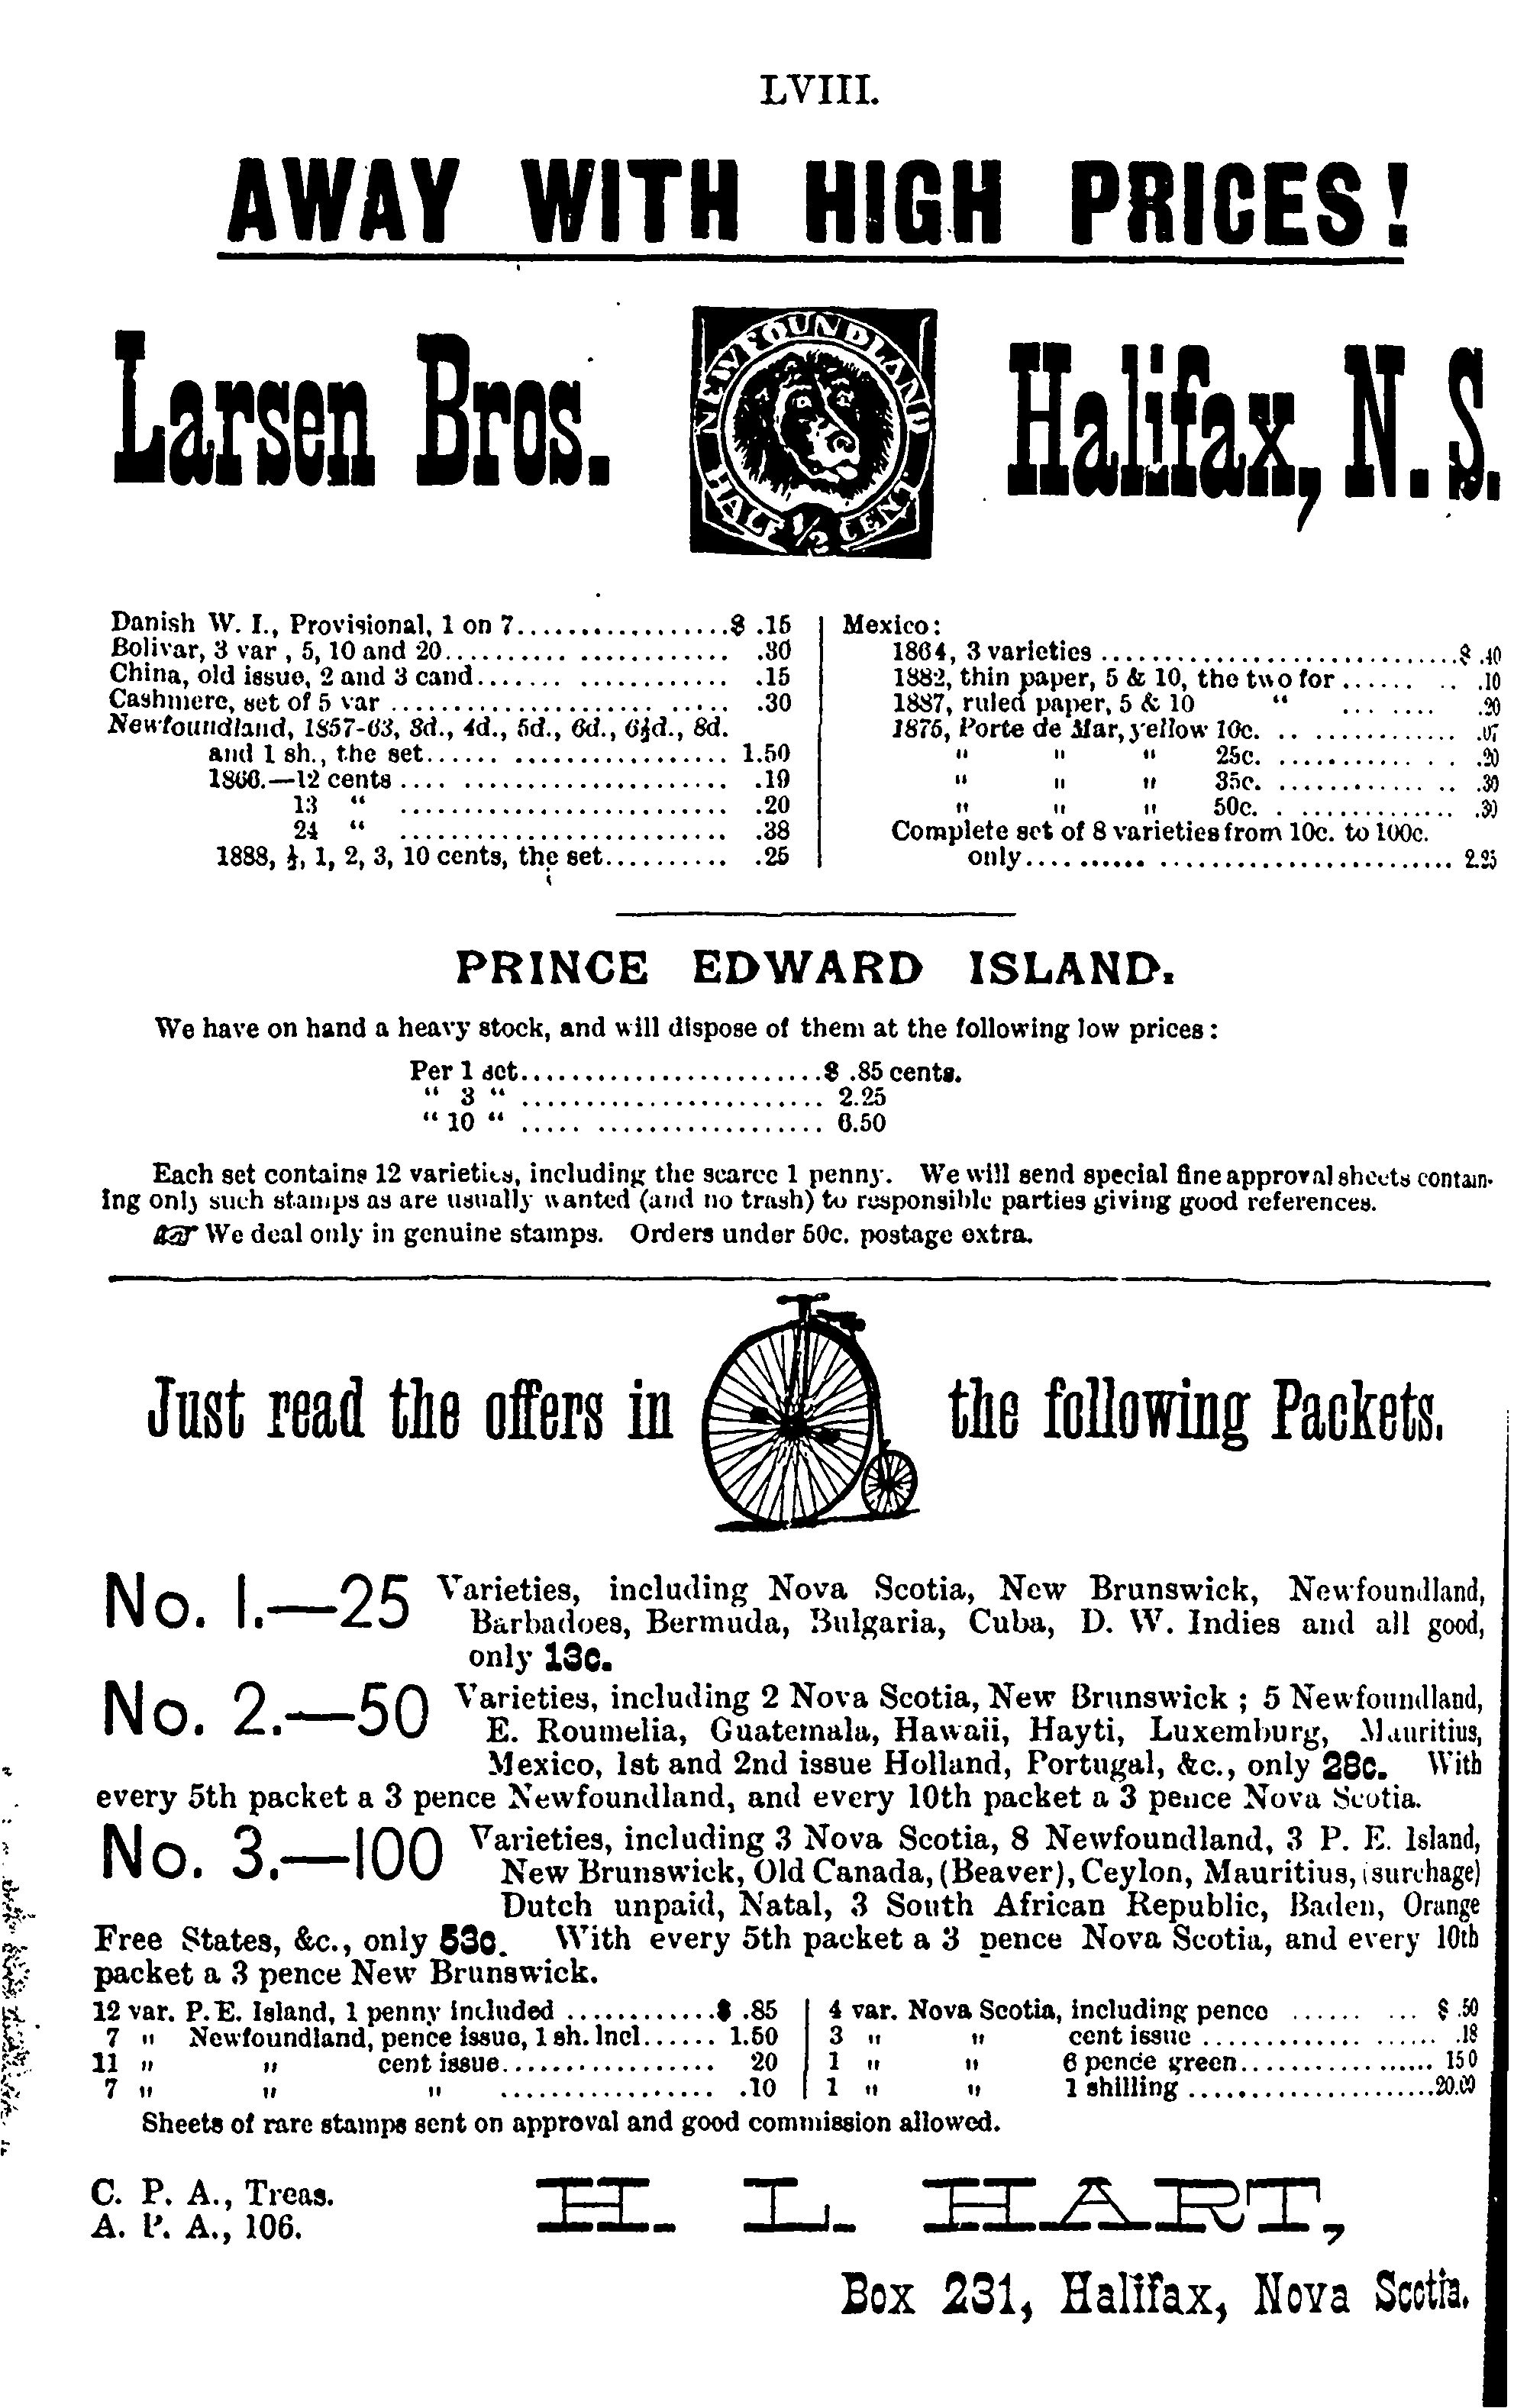 LVIII.
AWAY WITH HIGH PRICES!
Larsen Bros.
NEWFOUNDLAND
HALF 1/2 CENT
Halifax, N. S.
Danish W. I., Provisional, 1 on 7..................$ .15
Bolivar, 3 var , 5, 10 and 20.......... ............ .30
China, old issue, 2 and 3 cand....... ............ .15
Cashmere, set of 5 var ...................... ..... .30
Newfoundland, 1857-63, 3d., 4d., 5d., 6d., 6½d., 8d.
and 1 sh., the set...... ................. 1.50
1866.—12 cents .... ..................... .19
13 “ .......................... .20
24 “ .......................... .38
1888, ½, 1, 2, 3, 10 cents, the set.......... .25
Mexico:
1864, 3 varieties .............................$ .40
1882, thin paper, 5 & 10, the two for...... .. .10
1887, ruled paper, 5 & 10 “ ... .... .20
1875, Porte de Mar, yellow 10c. .. ............. .07
" " " 25c. ............ . .. .20
" " " 35c. ............. .. .30
" " " 50c. . .............. .30
Complete set of 8 varieties from 10c. to 100c.
only.......... ........................ 2.25
PRINCE EDWARD ISLAND.
We have on hand a heavy stock, and will dispose of them at the following low prices:
Per 1 set........................$ .85 cents.
“ 3 “ ........................ 2.25
“ 10 “ ..... .................. 6.50
Each set contains 12 varieties, including the scarce 1 penny. We will send special fine approval sheets contain-
ing only such stamps as are usually wanted (and no trash) to responsible parties giving good references.
☞ We deal only in genuine stamps. Orders under 50c. postage extra.
Just read the offers in the following Packets.
No. 1.—25 Varieties, including Nova Scotia, New Brunswick, Newfoundland,
Barbadoes, Bermuda, Bulgaria, Cuba, D. W. Indies and all good,
only 13c.
No. 2.—50 Varieties, including 2 Nova Scotia, New Brunswick ; 5 Newfoundland,
E. Roumelia, Guatemala, Hawaii, Hayti, Luxemburg, Mauritius,
Mexico, 1st and 2nd issue Holland, Portugal, &c., only 28c. With
every 5th packet a 3 pence Newfoundland, and every 10th packet a 3 pence Nova Scotia.
No. 3.—100 Varieties, including 3 Nova Scotia, 8 Newfoundland, 3 P. E. Island,
New Brunswick, Old Canada, (Beaver), Ceylon, Mauritius, (surchage)
Dutch unpaid, Natal, 3 South African Republic, Baden, Orange
Free States, &c., only 53c. With every 5th packet a 3 pence Nova Scotia, and every 10th
packet a 3 pence New Brunswick.
12 var. P. E. Island, 1 penny included ............$ .85
7 " Newfoundland, pence issue, 1 sh. incl...... 1.50
11 " " cent issue................. 20
7 " " " ................. .10
4 var. Nova Scotia, including pence ...... ... $ .50
3 " " cent issue ............. ...... .18
1 " " 6 pence green................ 150
1 " " 1 shilling .....................20.00
Sheets of rare stamps sent on approval and good commission allowed.
C. P. A., Treas.
A. P. A., 106.
H. L. HART,
Box 231, Halifax, Nova Scotia.